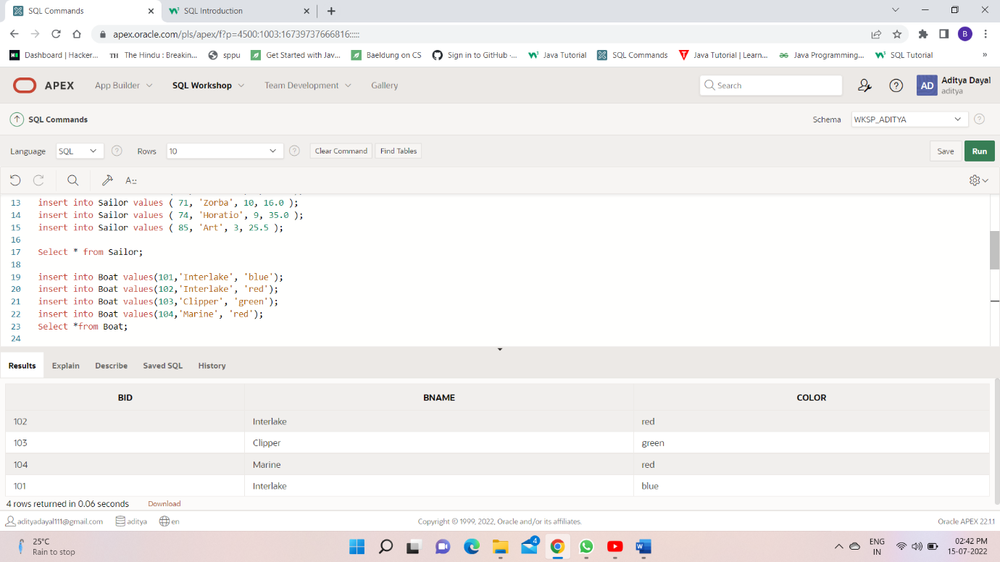 SQL Commands
SQL Introduction
apex.oracle.com/pls/apex/f?p=4500:1003:16739737666816:::::
B
Dashboard | Hacker...
TH The Hindu : Breakin...
sppu
Get Started with Jav...
Baeldung on CS
Sign in to GitHub ·...
Java Tutorial
SQL Commands
Java Tutorial | Learn...
Java Programming...
SQL Tutorial
»
APEX
App Builder
SQL Workshop
Team Development
Gallery
Search
AD
Aditya Dayal
aditya
SQL Commands
Schema
WKSP_ADITYA
Language
SQL
Rows
10
Clear Command
Find Tables
Save
Run
13 insert into Sailor values ( 71, 'Zorba', 10, 16.0 );
14 insert into Sailor values ( 74, 'Horatio', 9, 35.0 );
15 insert into Sailor values ( 85, 'Art', 3, 25.5 );
16
17 Select * from Sailor;
18
19 insert into Boat values(101,'Interlake', 'blue');
20 insert into Boat values(102,'Interlake', 'red');
21 insert into Boat values(103,'Clipper', 'green');
22 insert into Boat values(104,'Marine', 'red');
23 Select *from Boat;
24
Results
Explain
Describe
Saved SQL
History
BID BNAME COLOR
102 Interlake red
103 Clipper green
104 Marine red
101 Interlake blue
4 rows returned in 0.06 seconds
Download
adityadayal111@gmail.com
aditya
en
Copyright © 1999, 2022, Oracle and/or its affiliates.
Oracle APEX 22.1.1
25°C
Rain to stop
4
ENG
IN
02:42 PM
15-07-2022